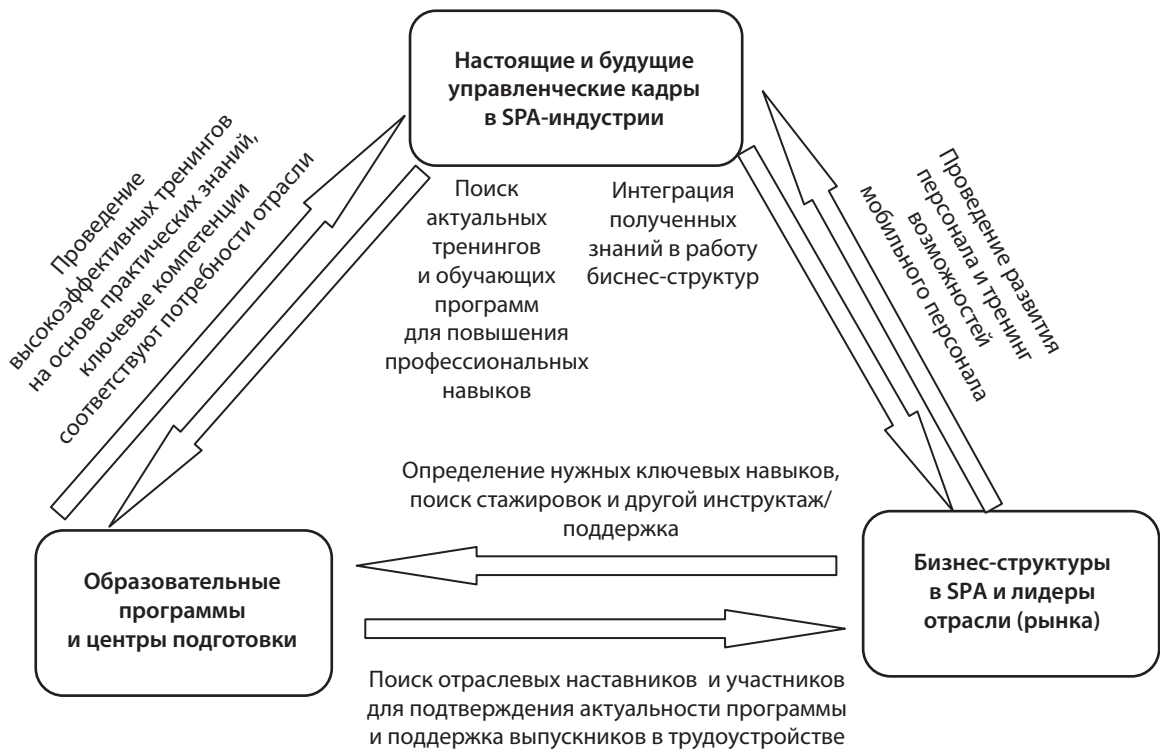 Настоящие и будущие
управленческие кадры
в SPA-индустрии
Проведение
высокоэффективных тренингов
на основе практических знаний,
ключевые компетенции
соответствуют потребности отрасли
Поиск
актуальных
тренингов
и обучающих
программ
для повышения
профессиональных
навыков
Интеграция
полученных
знаний в работу
биснес-структур
Проведение развития
персонала и тренинг
возможностей
мобильного персонала
Определение нужных ключевых навыков,
поиск стажировок и другой инструктаж/
поддержка
Образовательные
программы
и центры подготовки
Бизнес-структуры
в SPA и лидеры
отрасли (рынка)
Поиск отраслевых наставников и участников
для подтверждения актуальности программы
и поддержка выпускников в трудоустройстве